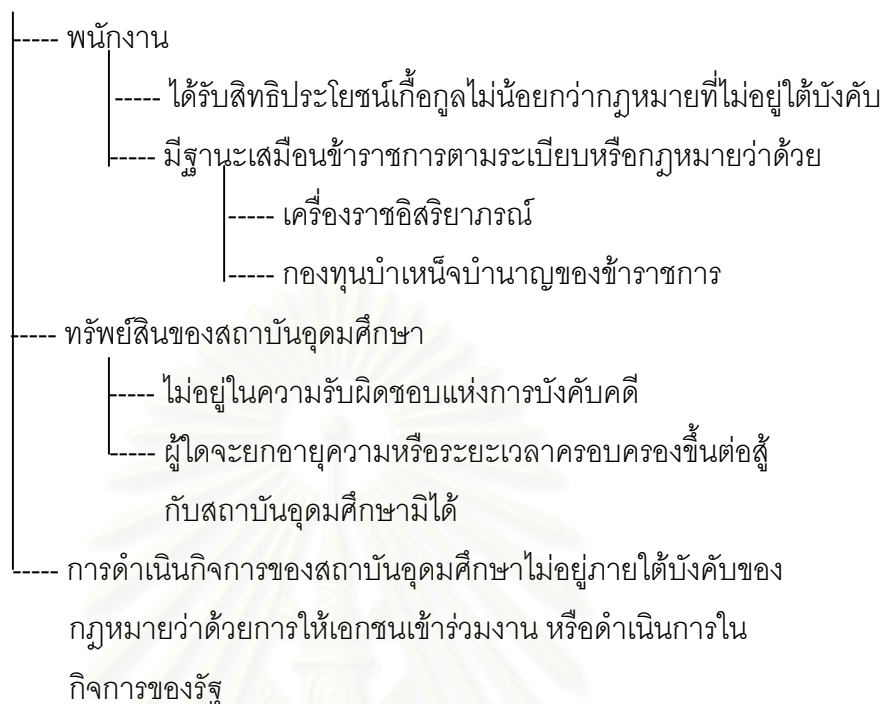 ----- พนักงาน
----- ได้รับสิทธิประโยชน์เกื้อกูลไม่น้อยกว่ากฎหมายที่ไม่อยู่ใต้บังคับ
----- มีฐานะเสมือนข้าราชการตามระเบียบหรือกฎหมายว่าด้วย
----- เครื่องราชอิสริยาภรณ์
----- กองทุนบำเหน็จบำนาญของข้าราชการ
----- ทรัพย์สินของสถาบันอุดมศึกษา
----- ไม่อยู่ในความรับผิดชอบแห่งการบังคับคดี
----- ผู้ใดจะยกอายุความหรือระยะเวลาครอบครองขึ้นต่อสู้
กับสถาบันอุดมศึกษามิได้
----- การดำเนินกิจการของสถาบันอุดมศึกษาไม่อยู่ภายใต้บังคับของ
กฎหมายว่าด้วยการให้เอกชนเข้าร่วมงาน หรือดำเนินการใน
กิจการของรัฐ